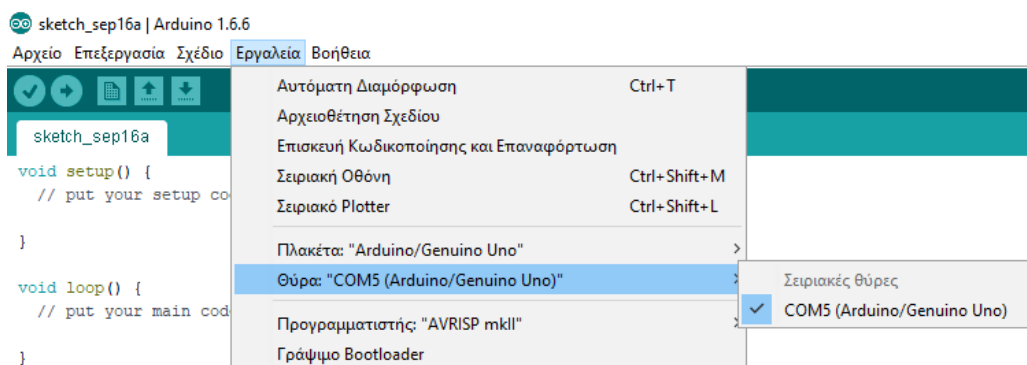 sketch_sep16a | Arduino 1.6.6
Αρχείο Επεξεργασία Σχέδιο Εργαλεία Βοήθεια
Αυτόματη Διαμόρφωση Ctrl+T
Αρχειοθέτηση Σχεδίου
sketch_sep16a
Επισκευή Κωδικοποίησης και Επαναφόρτωση
void setup() {
Σειριακή Οθόνη Ctrl+Shift+M
// put your setup co
Σειριακό Plotter Ctrl+Shift+L
}
Πλακέτα: "Arduino/Genuino Uno"
void loop() {
Θύρα: "COM5 (Arduino/Genuino Uno)"
Σειριακές θύρες
// put your main cod
COM5 (Arduino/Genuino Uno)
Προγραμματιστής: "AVRISP mkII"
}
Γράψιμο Bootloader